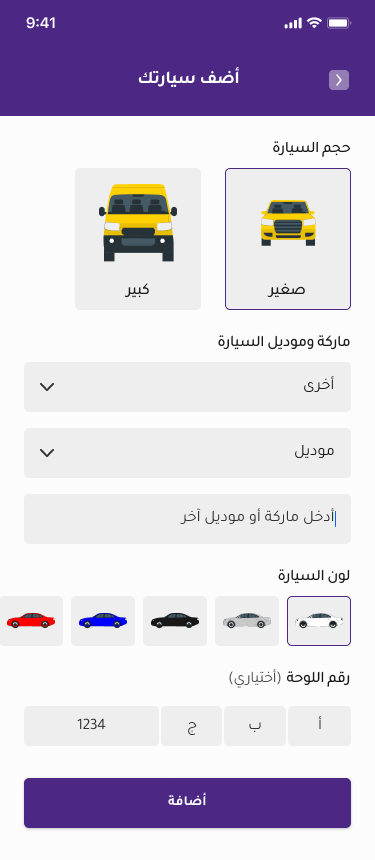 9:41
أضف سيارتك
حجم السيارة
صغير
كبير
ماركة وموديل السيارة
أخرى
موديل
أدخل ماركة أو موديل آخر
لون السيارة
رقم اللوحة (أختياري)
أ ب ج 1234
أضافة